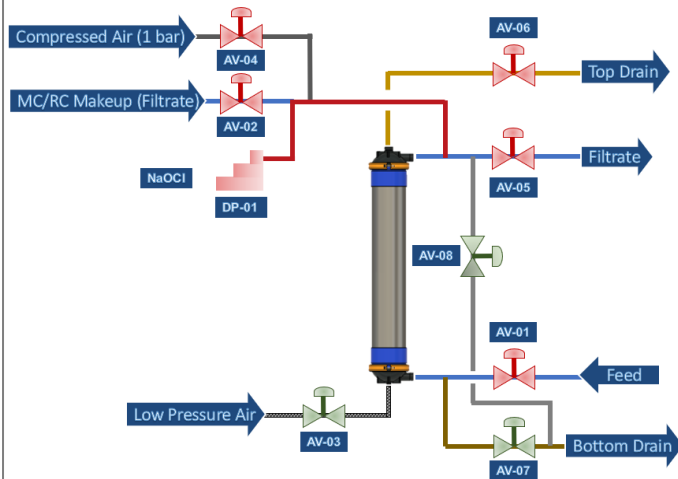 Compressed Air (1 bar)
AV-04
AV-06
Top Drain
MC/RC Makeup (Filtrate)
AV-02
NaOCl
DP-01
Filtrate
AV-05
AV-08
AV-01
Feed
Low Pressure Air
AV-03
Bottom Drain
AV-07